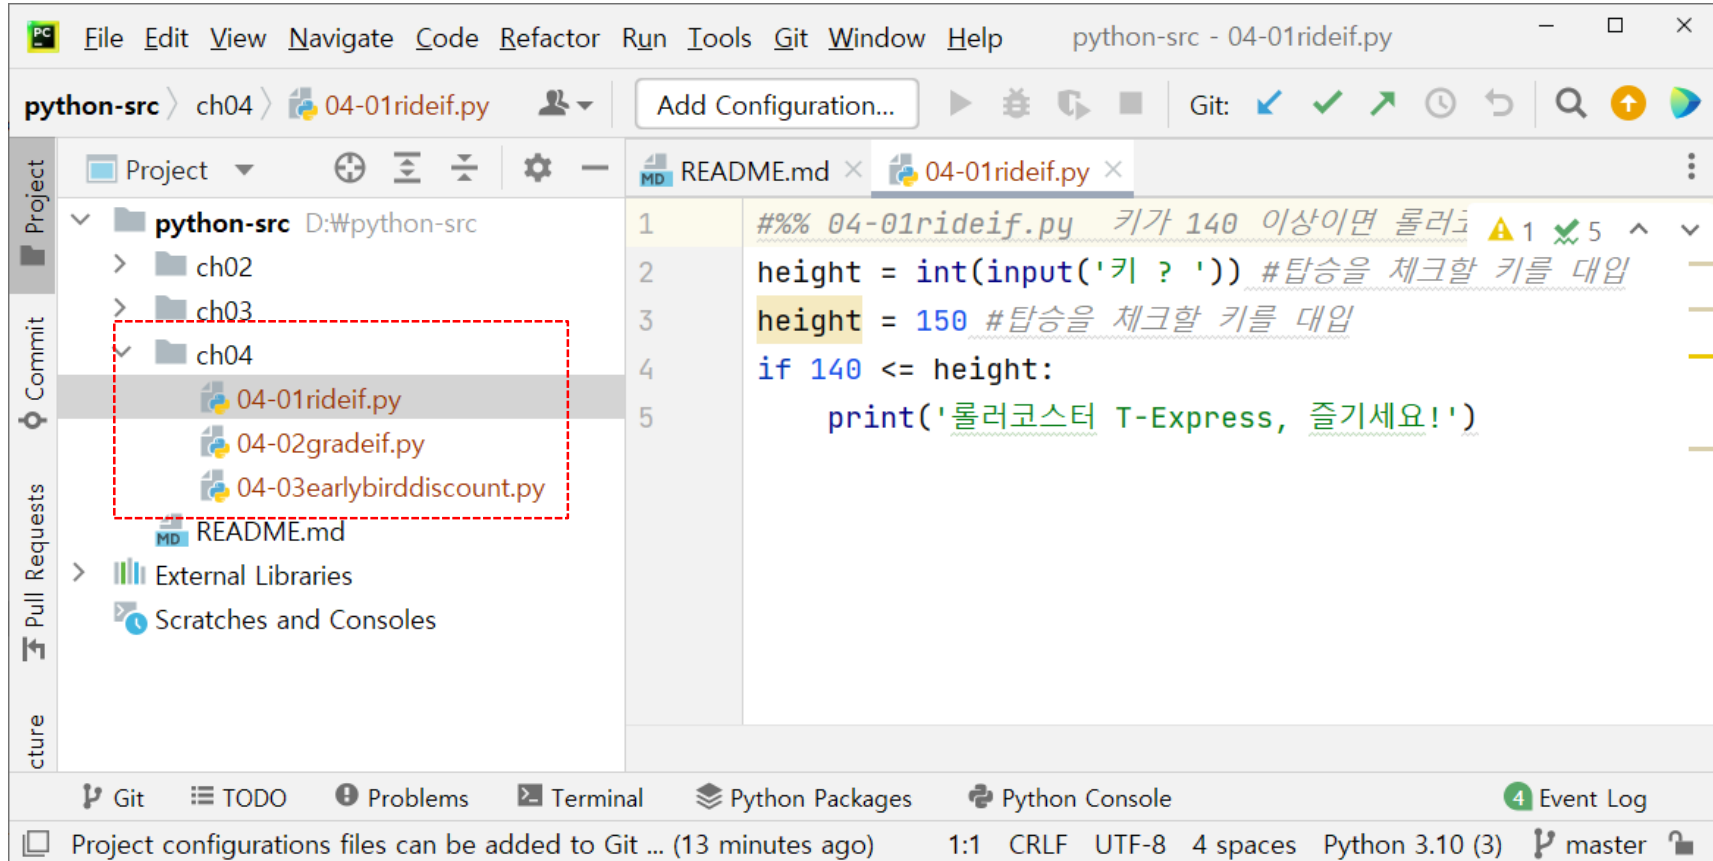 PC File Edit View Navigate Code Refactor Run Tools Git Window Help python-src - 04-01rideif.py
python-src ch04 04-01rideif.py Add Configuration... Git:
Project
Commit
Pull Requests
cture
Project
python-src D:₩python-src
ch02
ch03
ch04
04-01rideif.py
04-02gradeif.py
04-03earlybirddiscount.py
MD README.md
External Libraries
Scratches and Consoles
MD README.md 04-01rideif.py
1 #%% 04-01rideif.py 키가 140 이상이면 1 5
2 height = int(input('키 ? ')) #탑승을 체크할 키를 대입
3 height = 150 #탑승을 체크할 키를 대입
4 if 140 <= height:
5 print('롤러코스터 T-Express, 즐기세요!')
Git TODO Problems Terminal Python Packages Python Console 4 Event Log
Project configurations files can be added to Git ... (13 minutes ago) 1:1 CRLF UTF-8 4 spaces Python 3.10 (3) master